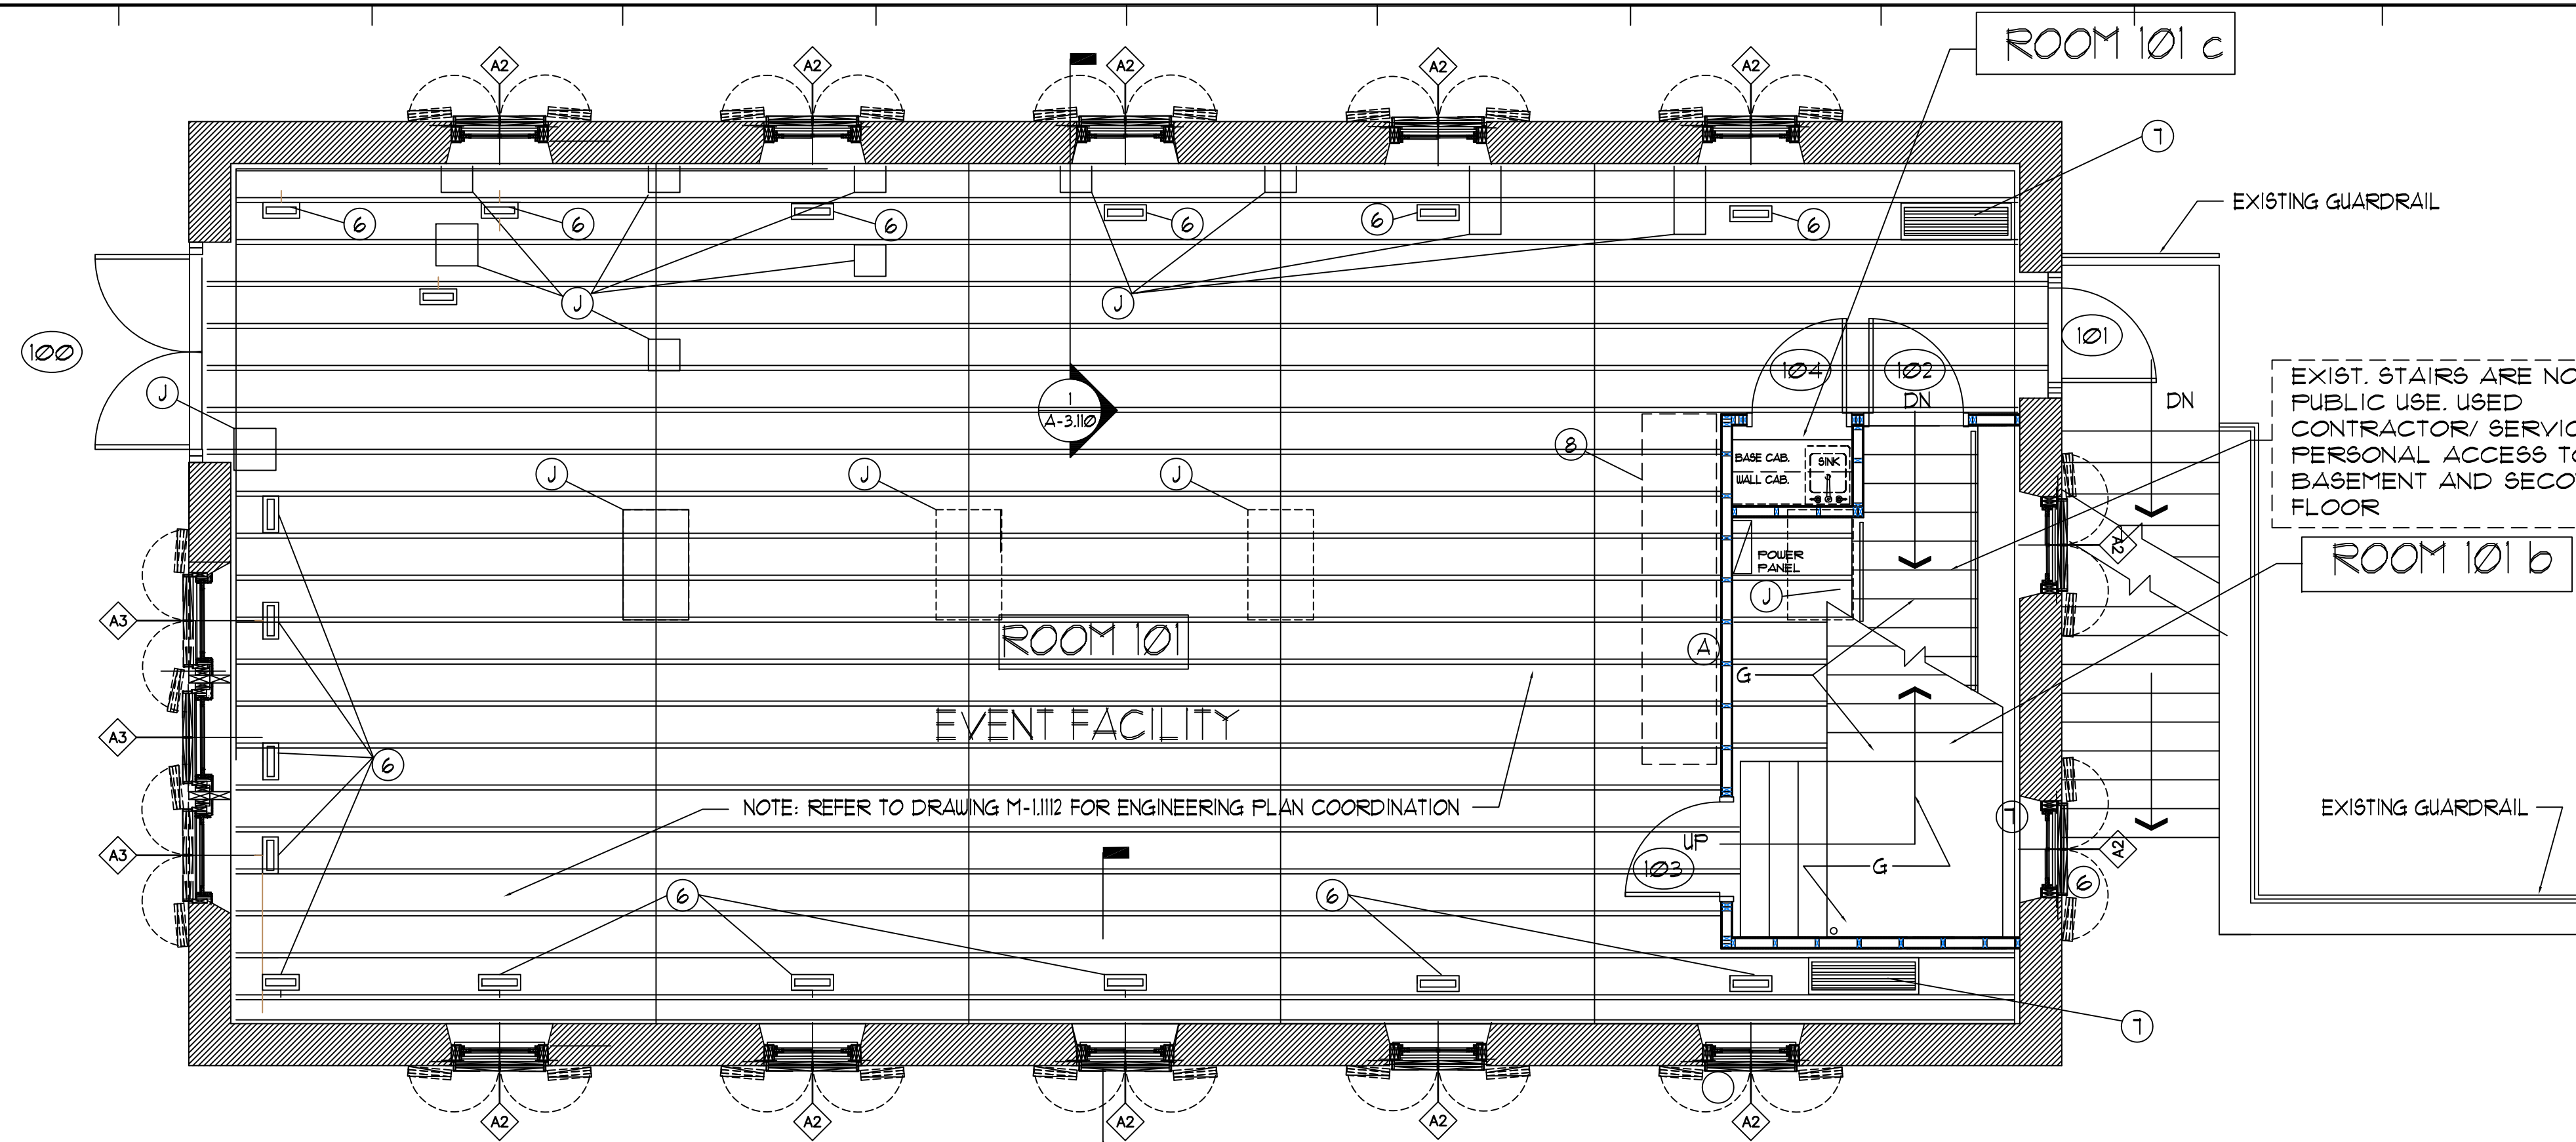 ROOM 101 c
A2
A2
A2
A2
A2
7
EXISTING GUARDRAIL
6
6
6
6
6
6
J
J
100
J
104
102
101
DN
DN
1
A-3.110
EXIST. STAIRS ARE NO
PUBLIC USE. USED
CONTRACTOR/ SERVIC
PERSONAL ACCESS TO
BASEMENT AND SECO
FLOOR
8
J
J
J
BASE CAB.
SINK
WALL CAB.
POWER
PANEL
J
A2
ROOM 101 b
A3
ROOM 101
A
G
EVENT FACILITY
A3
6
NOTE: REFER TO DRAWING M-1.1112 FOR ENGINEERING PLAN COORDINATION
7
EXISTING GUARDRAIL
UP
A3
103
G
A2
6
6
6
7
A2
A2
A2
A2
A2